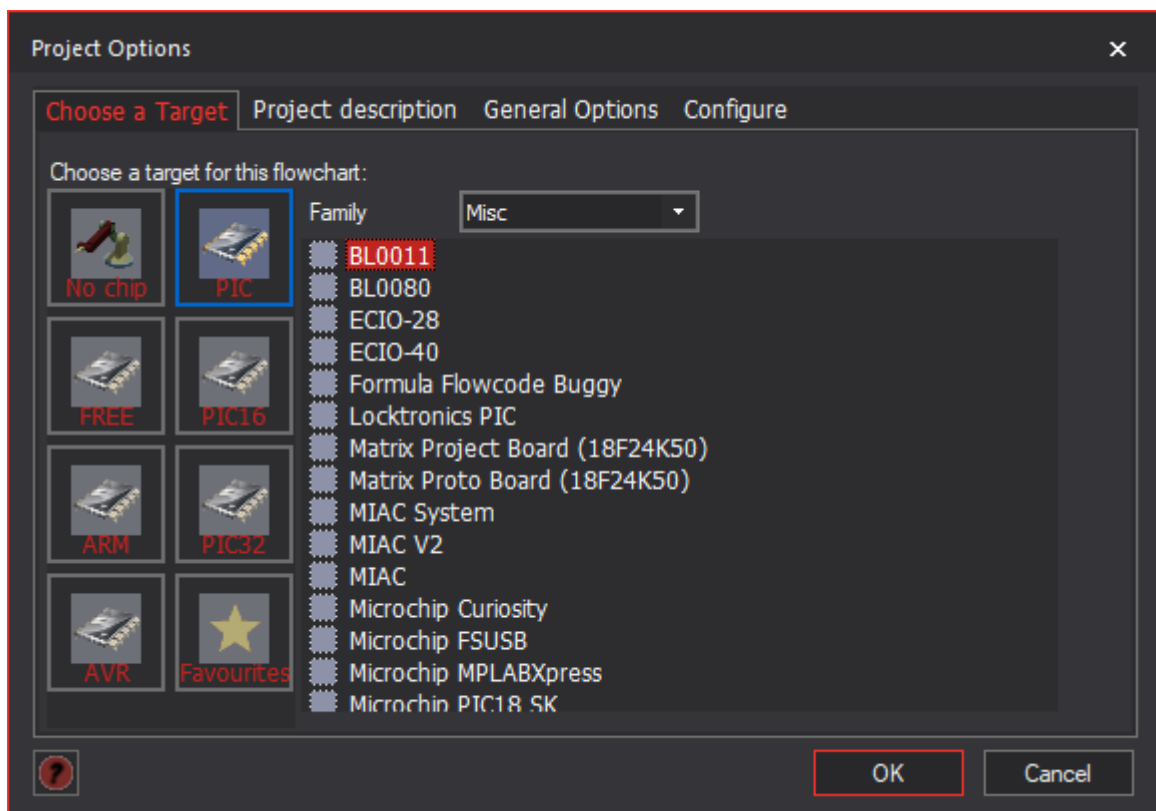 Project Options
Choose a Target Project description General Options Configure
Choose a target for this flowchart:
No chip
PIC
FREE
PIC16
ARM
PIC32
AVR
Favourites
Family Misc
BL0011
BL0080
ECIO-28
ECIO-40
Formula Flowcode Buggy
Locktronics PIC
Matrix Project Board (18F24K50)
Matrix Proto Board (18F24K50)
MIAC System
MIAC V2
MIAC
Microchip Curiosity
Microchip FSUSB
Microchip MPLABXpress
Microchip PIC18 SK
?
OK Cancel